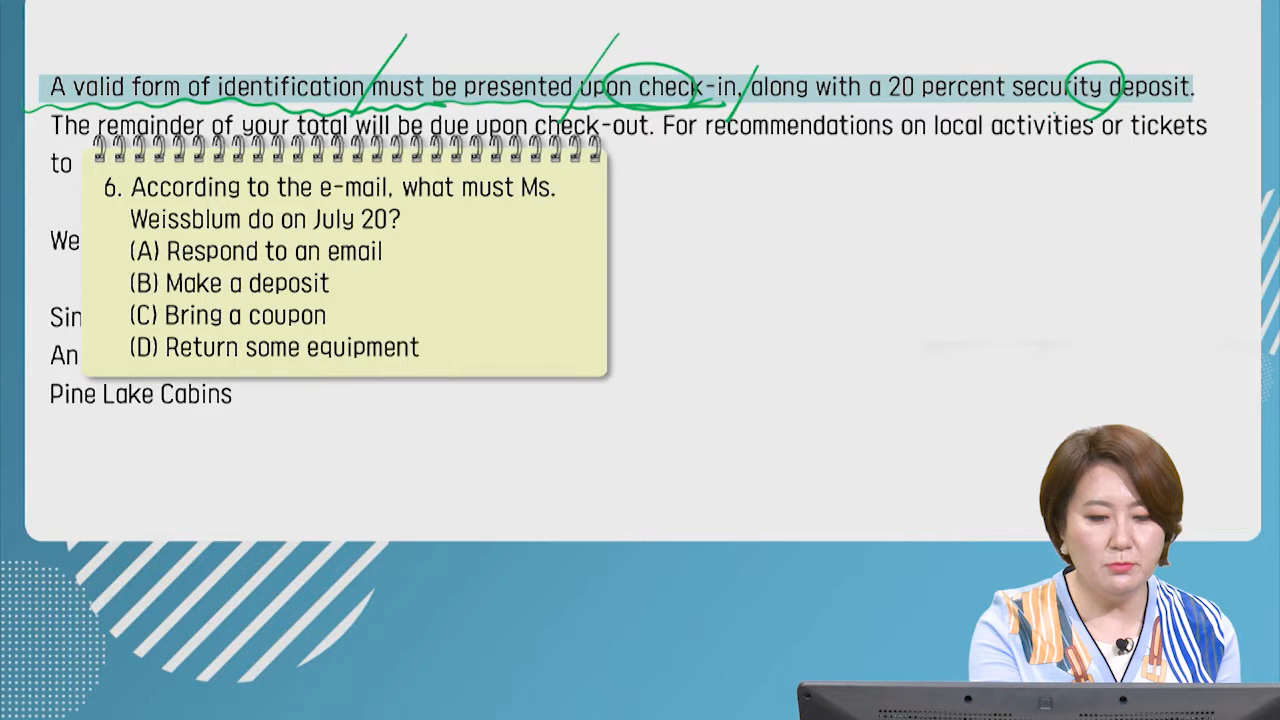 A valid form of identification must be presented upon check-in, along with a 20 percent security deposit.
The remainder of your total will be due upon check-out. For recommendations on local activities or tickets
to
6. According to the e-mail, what must Ms.
Weissblum do on July 20?
(A) Respond to an email
(B) Make a deposit
(C) Bring a coupon
(D) Return some equipment
We
Sin
An
Pine Lake Cabins